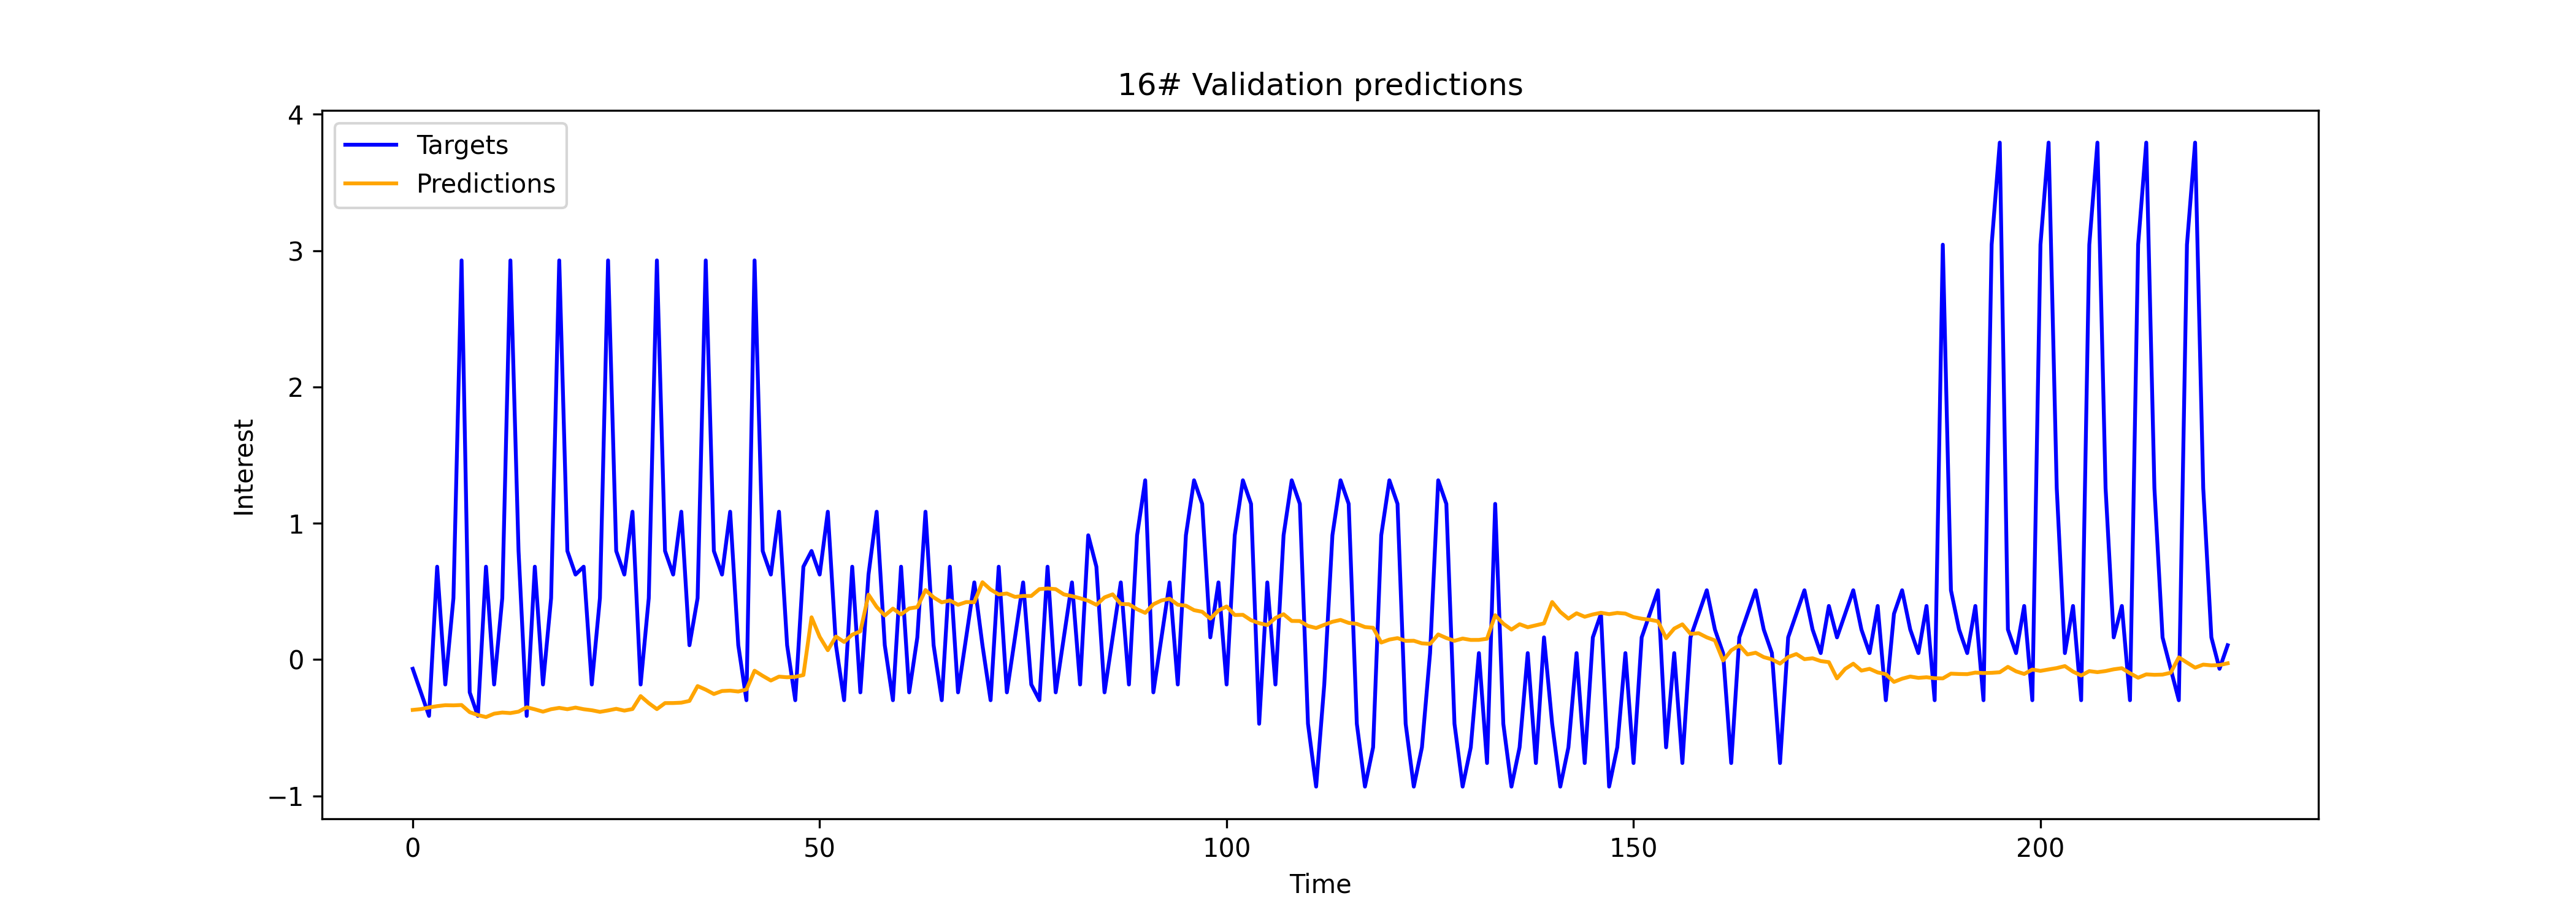 16# Validation predictions
Targets
Predictions
Interest
4
3
2
1
0
−1
0
50
100
150
200
Time